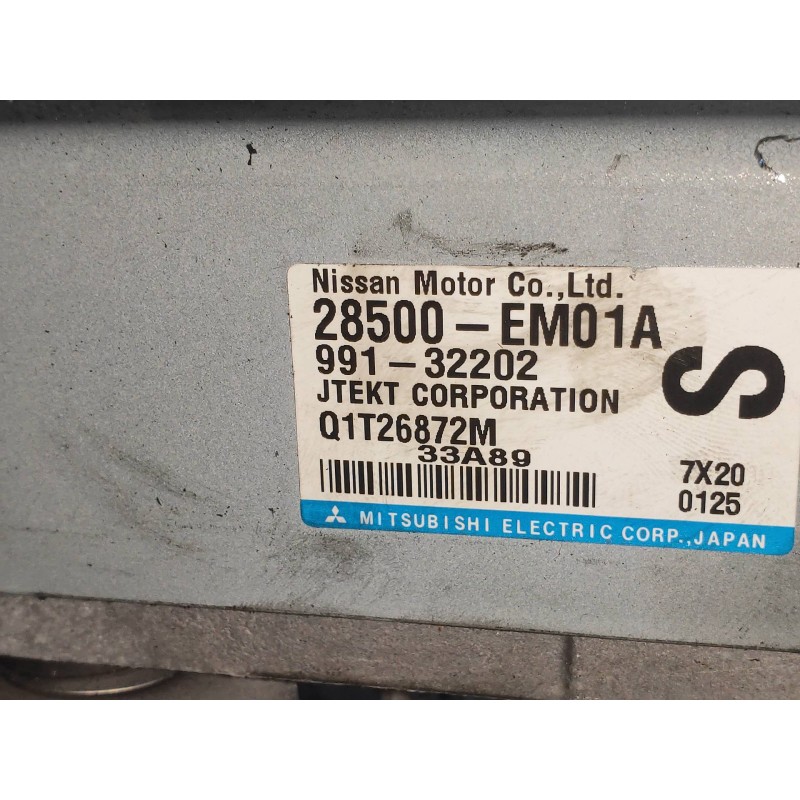 Nissan Motor Co.,Ltd.
28500-EM01A
991-32202
S
JTEKT CORPORATION
Q1T26872M
33A89
7X20
0125
MITSUBISHI ELECTRIC CORP.,JAPAN